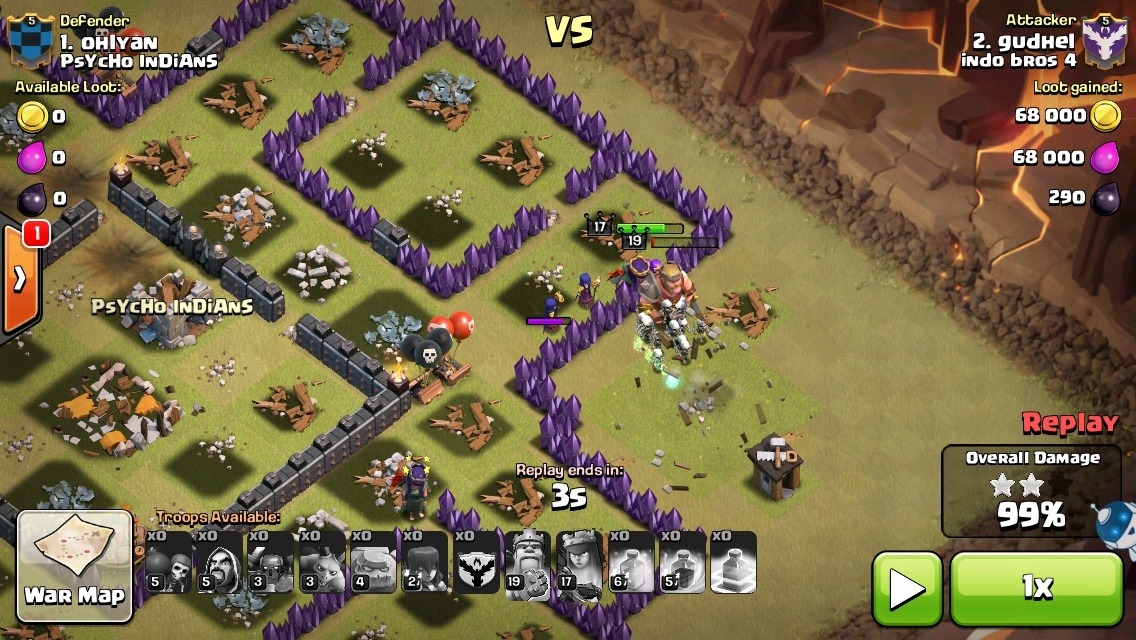 5 Defender
1. ohlyan
PsYcHo InDiAnS
Available Loot:
0
0
0
VS
Attacker 5
2. gudhel
indo bros 4
Loot gained:
68 000
68 000
290
1
17
19
PsYcHo InDiAnS
Replay
Overall Damage
99%
Replay ends in:
3s
Troops Available:
x0 x0 x0 x0 x0 x0 x0 x0 x0 x0
5 5 3 3 4 2 19 17 6 5
War Map
1x